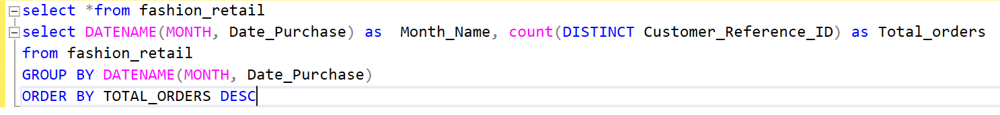 select *from fashion_retail
select DATENAME(MONTH, Date_Purchase) as  Month_Name, count(DISTINCT Customer_Reference_ID) as Total_orders
from fashion_retail
GROUP BY DATENAME(MONTH, Date_Purchase)
ORDER BY TOTAL_ORDERS DESC